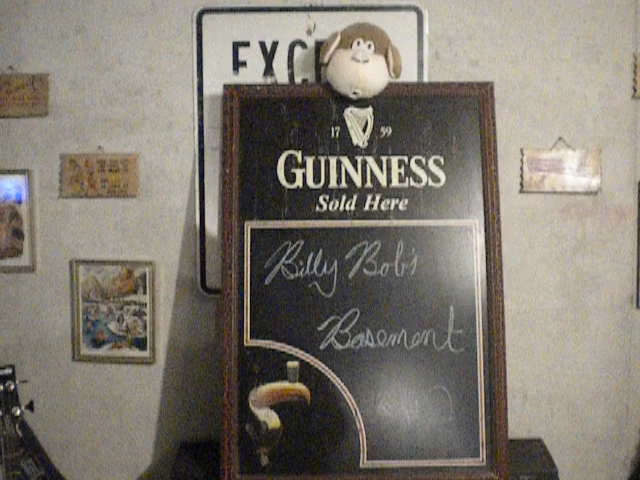 EXC
17 59
GUINNESS
Sold Here
Billy Bob's
Basement